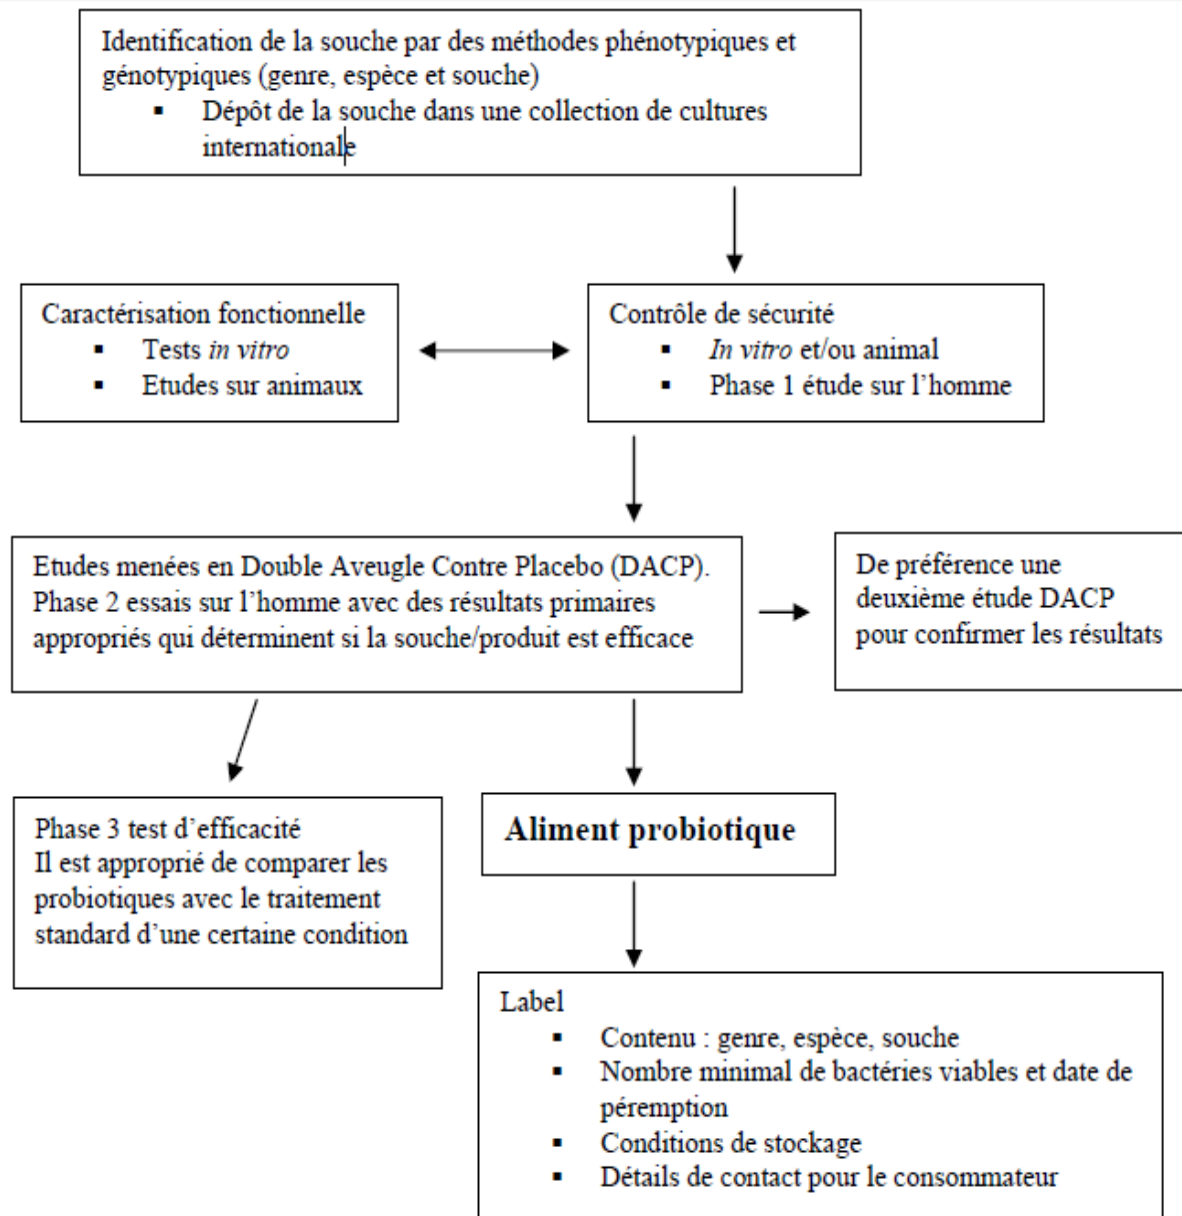 Identification de la souche par des méthodes phénotypiques et
génotypiques (genre, espèce et souche)
▪ Dépôt de la souche dans une collection de cultures
internationale
Caractérisation fonctionnelle
▪ Tests in vitro
▪ Etudes sur animaux
Contrôle de sécurité
▪ In vitro et/ou animal
▪ Phase 1 étude sur l’homme
Etudes menées en Double Aveugle Contre Placebo (DACP).
Phase 2 essais sur l’homme avec des résultats primaires
appropriés qui déterminent si la souche/produit est efficace
De préférence une
deuxième étude DACP
pour confirmer les résultats
Phase 3 test d’efficacité
Il est approprié de comparer les
probiotiques avec le traitement
standard d’une certaine condition
Aliment probiotique
Label
▪ Contenu : genre, espèce, souche
▪ Nombre minimal de bactéries viables et date de
péremption
▪ Conditions de stockage
▪ Détails de contact pour le consommateur